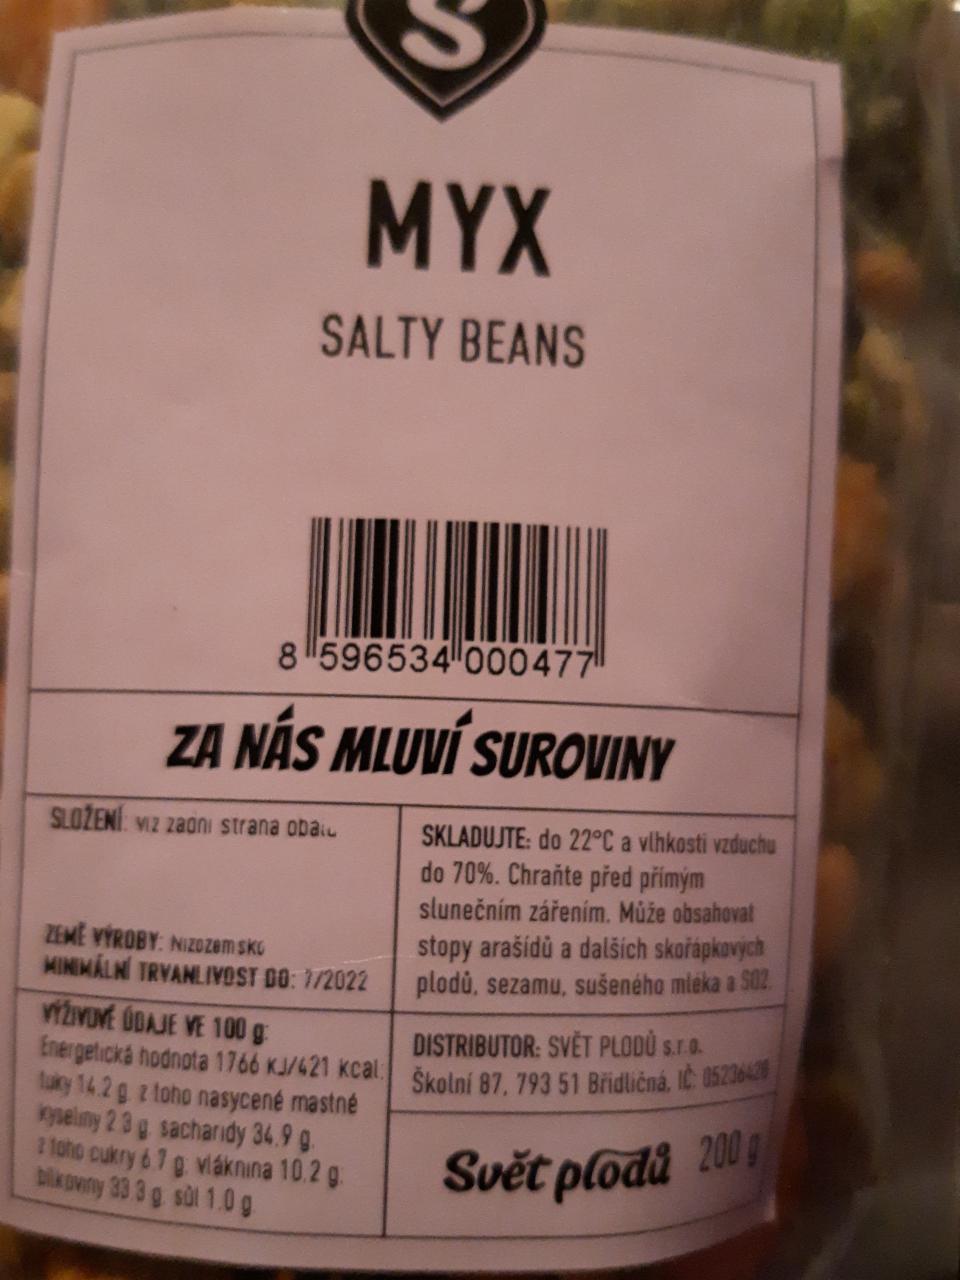 S
MYX
SALTY BEANS
8 596534 000477
ZA NÁS MLUVÍ SUROVINY
SLOŽENÍ: viz zadní strana obalu
ZEMĚ VÝROBY: Nizozemsko
MINIMÁLNÍ TRVANLIVOST DO: 7/2022
VÝŽIVOVÉ ÚDAJE VE 100 g:
Energetická hodnota 1766 KJ/421 kcal,
tuky 14,2 g, z toho nasycené mastné
kyseliny 2,3 g, sacharidy 34,9 g,
z toho cukry 6,7 g, vláknina 10,2 g,
bílkoviny 33,3 g, sůl 1,0 g
SKLADUJTE: do 22°C a vlhkosti vzduchu
do 70%. Chraňte před přímým
slunečním zářením. Může obsahovat
stopy arašídů a dalších skořápkových
plodů, sezamu, sušeného mléka a SO2.
DISTRIBUTOR: SVĚT PLODŮ s.r.o.
Školní 87, 793 51 Břidličná, IČ: 05236428
Svět plodů 200 g